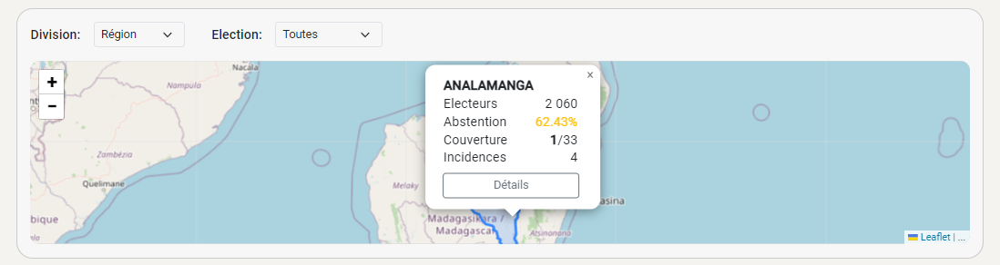 Division: Région Election: Toutes
Nacala
Nampula
+
−
×
ANALAMANGA
Electeurs 2 060
Abstention 62.43%
Couverture 1/33
Incidences 4
Détails
Zambézia
Quelimane
Melaky
asina
bique
Madagasikara /
Madagascar
Atsinanana
Leaflet | ...